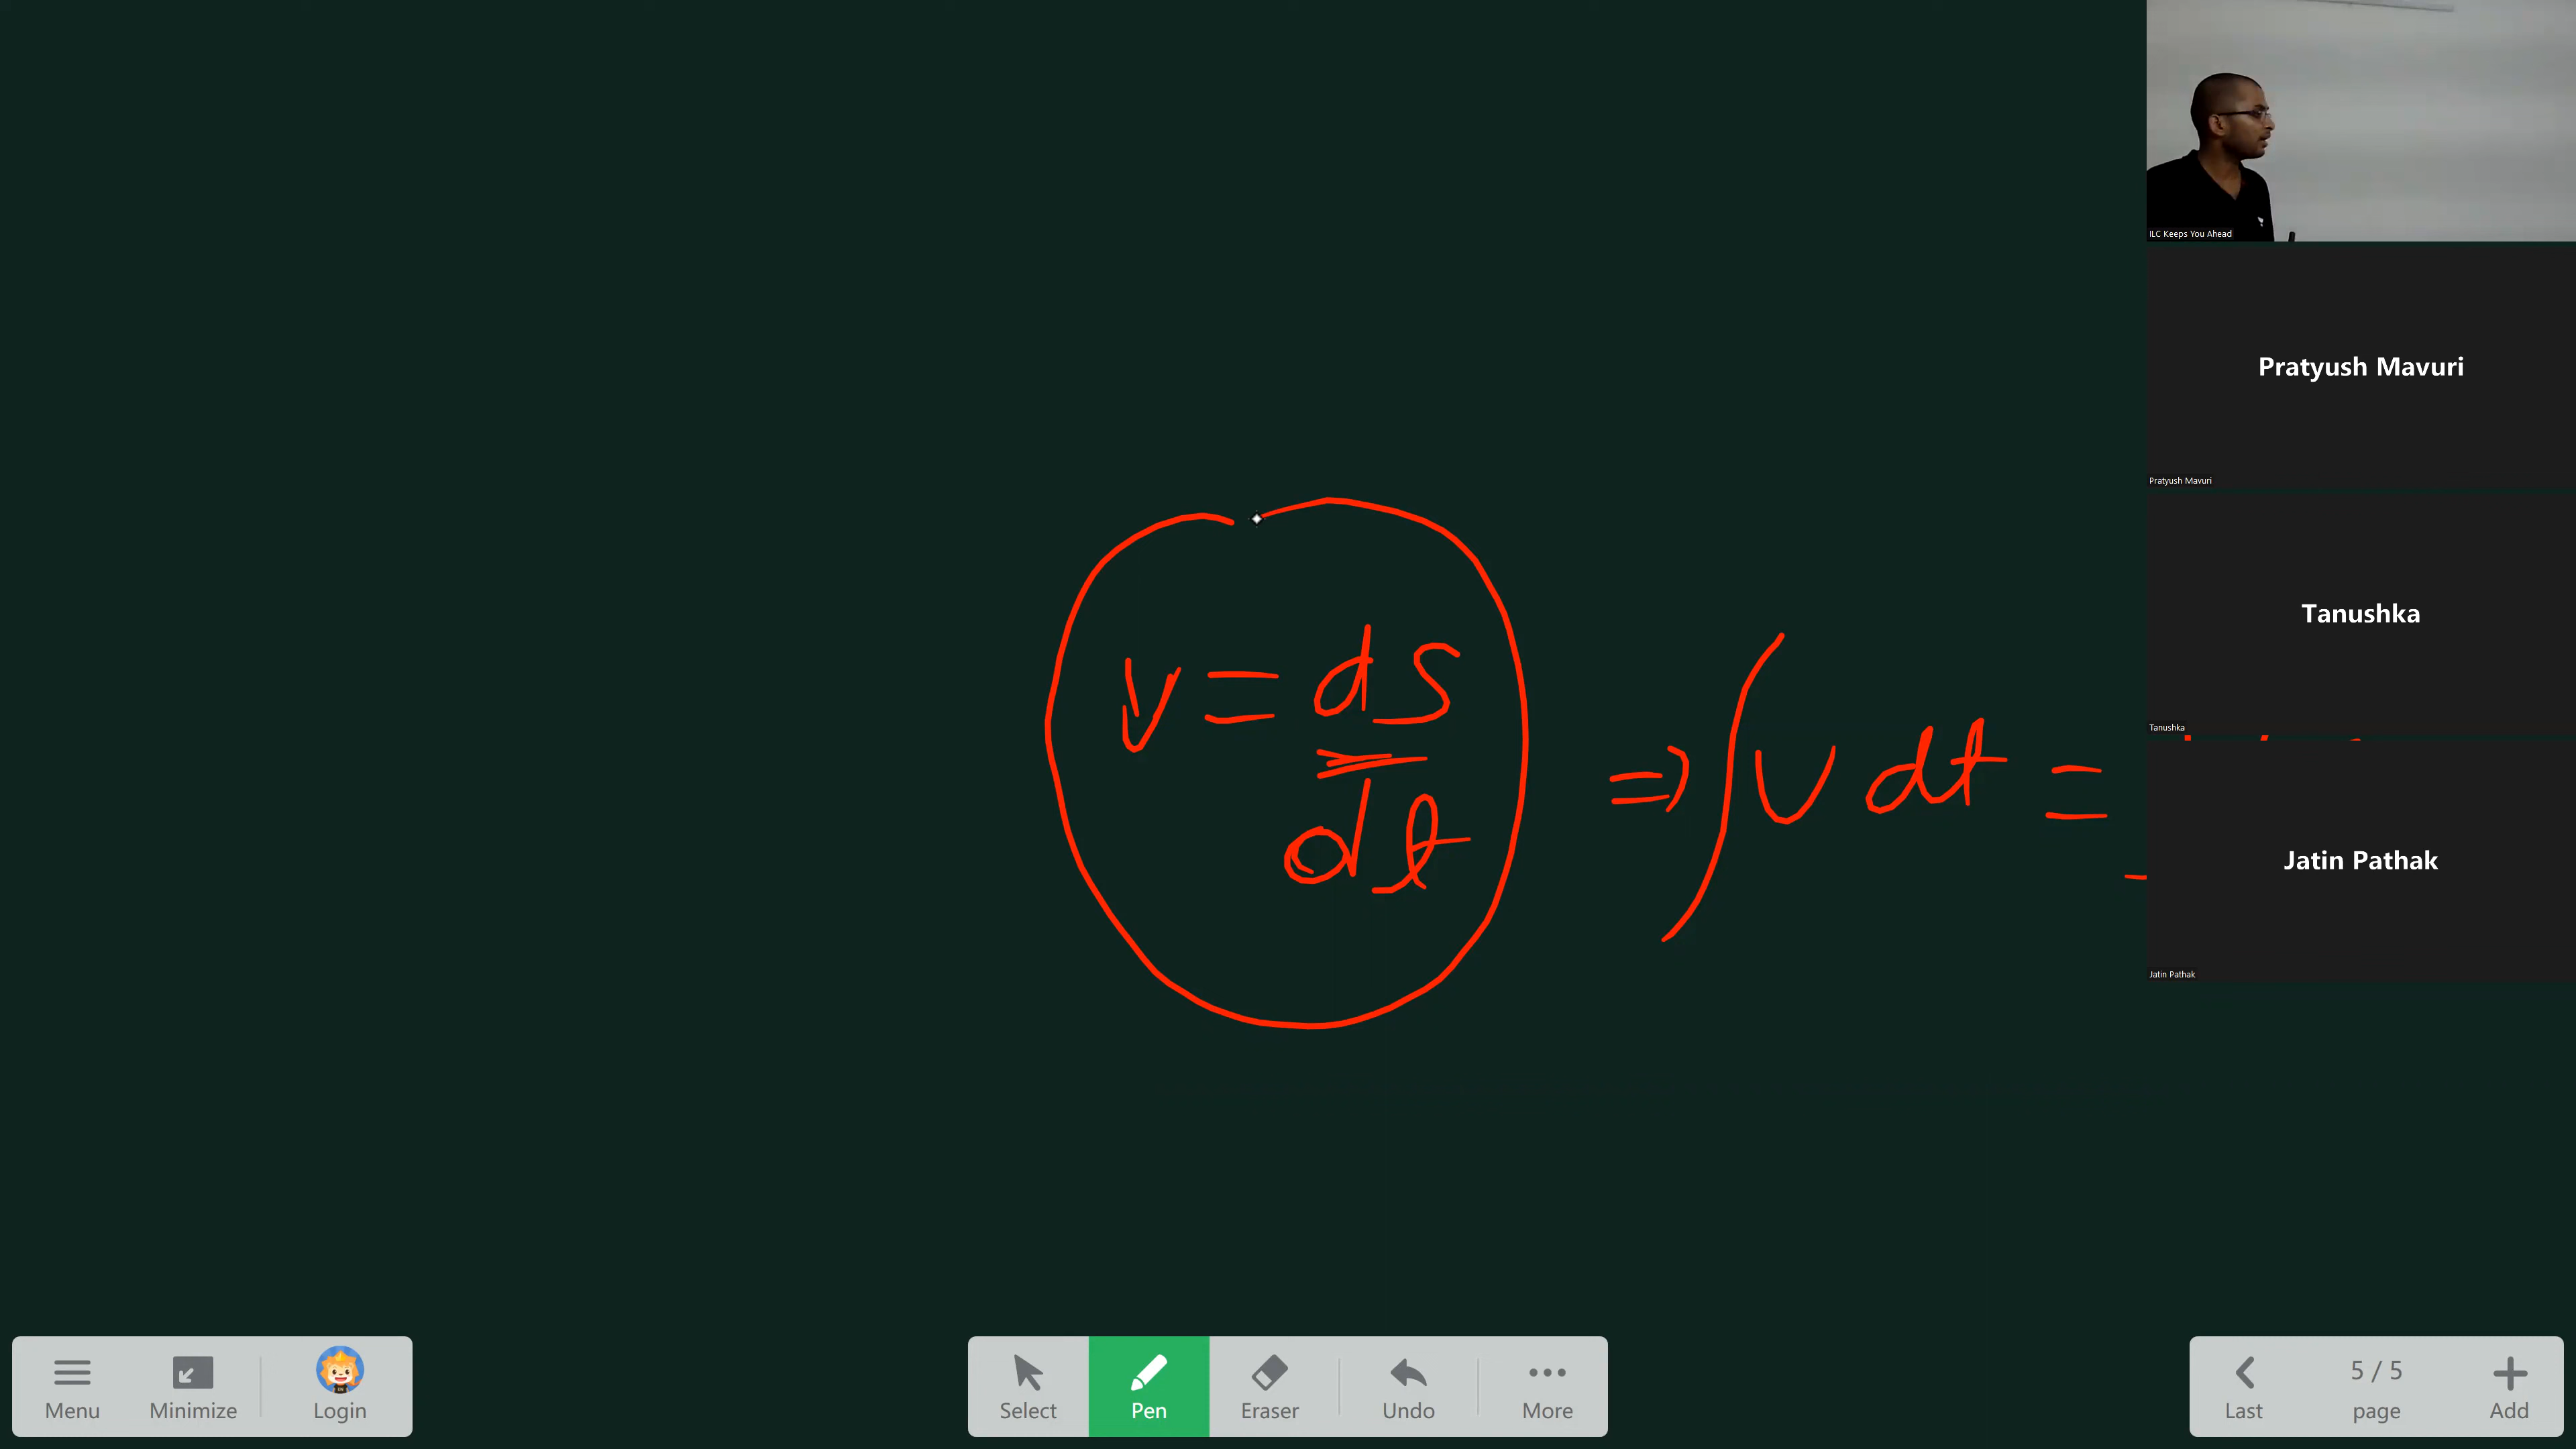 ILC Keeps You Ahead
Pratyush Mavuri
Pratyush Mavuri
Tanushka
Tanushka
Jatin Pathak
Jatin Pathak
v = ds/dt ⇒ ∫ v dt =
Menu Minimize Login Select Pen Eraser Undo More Last 5 / 5 page Add